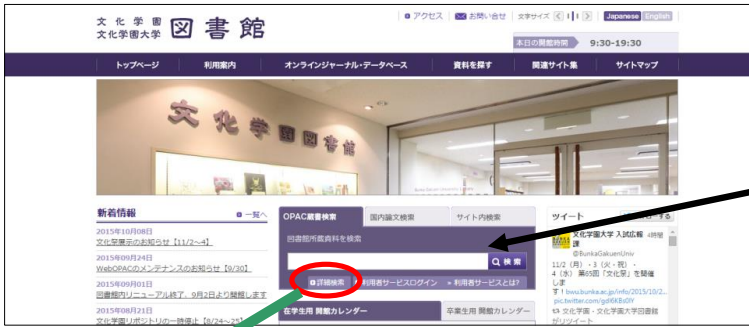 文化学園
文化学園大学 図書館
アクセス
お問い合せ
文字サイズ
Japanese English
本日の開館時間 9:30-19:30
トップページ 利用案内 オンラインジャーナル・データベース 資料を探す 関連サイト集 サイトマップ
文化学園図書館
新着情報 一覧へ
2015年10月08日
文化祭展示のお知らせ【11/2～4】
2015年09月24日
WebOPACのメンテナンスのお知らせ【9/30】
2015年09月01日
図書館内リニューアル終了。9月2日より開館します
2015年08月21日
文化学園リポジトリの一時停止【8/24～25】
OPAC蔵書検索 国内論文検索 サイト内検索
図書館所蔵資料を検索
検索
詳細検索 利用者サービスログイン » 利用者サービスとは?
在学生用 開館カレンダー 卒業生用 開館カレンダー
ツイート
文化学園大学 入試広報課 4時間
@BunkaGakuenUniv
11/2（月）・3（火・祝）・
4（水） 第65回「文化祭」を開催
しま
す！bwu.bunka.ac.jp/info/2015/10/2...
pic.twitter.com/gdI6KBsDIY
文化学園・文化学園大学図書館
がリツイート